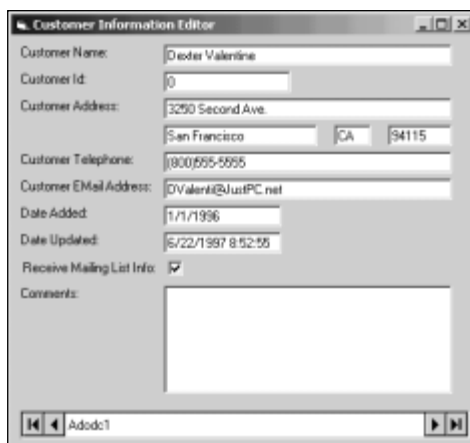 Customer Information Editor
Customer Name: Dexter Valentine
Customer Id: 0
Customer Address: 3250 Second Ave.
San Francisco CA 94115
Customer Telephone: (800)555-5555
Customer EMail Address: DValenti@JustPC.net
Date Added: 1/1/1996
Date Updated: 6/22/1997 8:52:55
Receive Mailing List Info:
Comments:
Adodc1